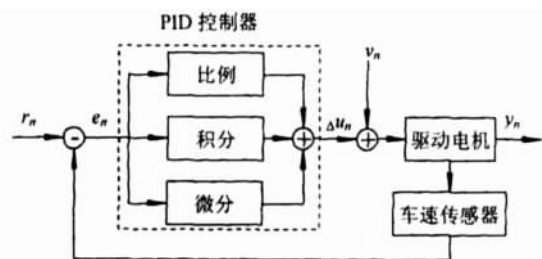 PID 控制器
比例
v_n
r_n
e_n
积分
Δu_n
驱动电机
y_n
微分
车速传感器